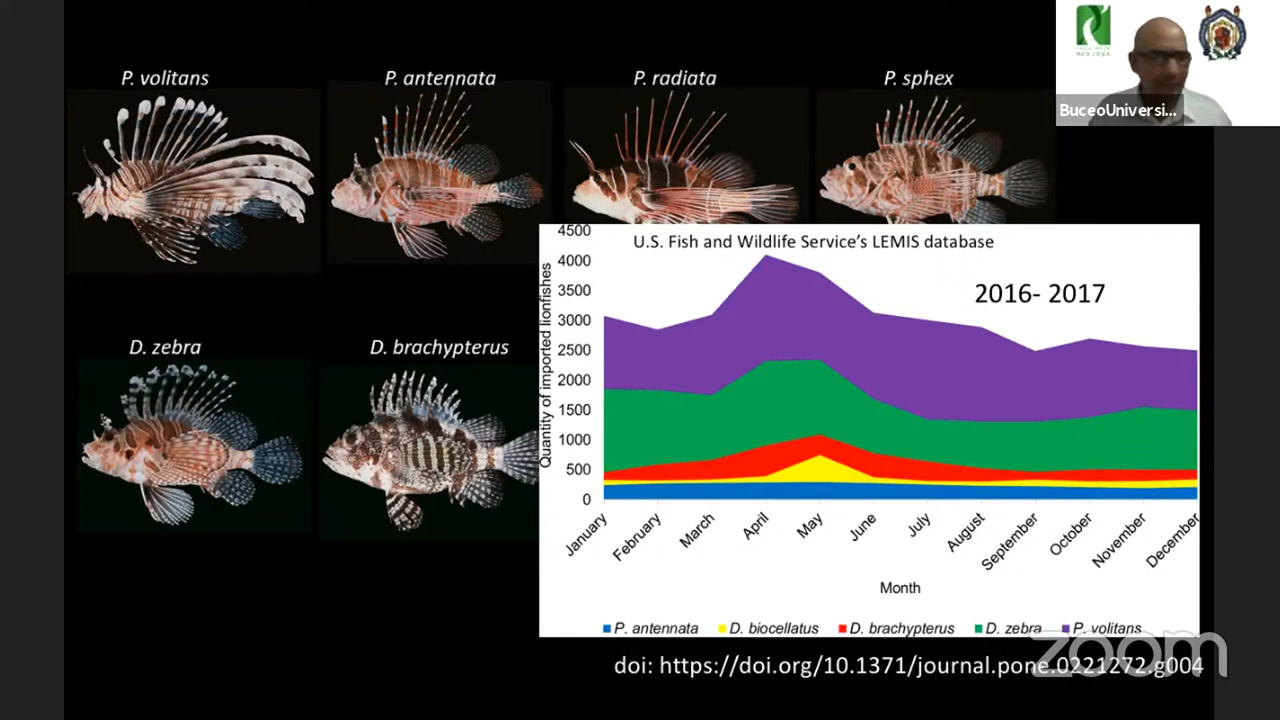 P. volitans
P. antennata
P. radiata
P. sphex
BuceoUniversi...
D. zebra
D. brachypterus
U.S. Fish and Wildlife Service's LEMIS database
2016- 2017
Quantity of imported lionfishes
4500
4000
3500
3000
2500
2000
1500
1000
500
0
January
February
March
April
May
June
July
August
September
October
November
December
Month
P. antennata
D. biocellatus
D. brachypterus
D. zebra
P. volitans
zoom
doi: https://doi.org/10.1371/journal.pone.0221272.g004